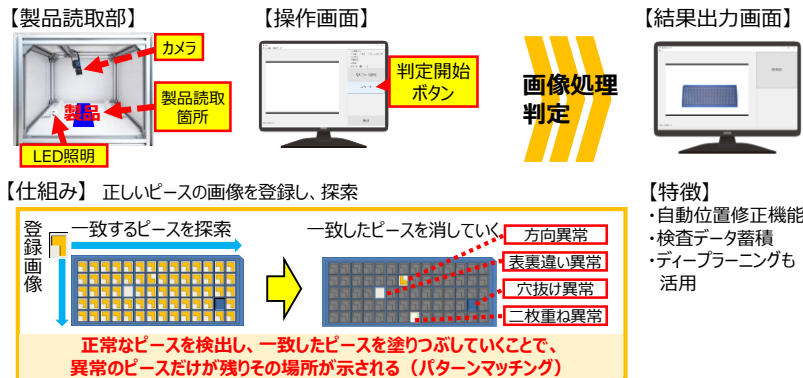 【製品読取部】
【操作画面】
【結果出力画面】
カメラ
製品
製品読取
箇所
LED照明
判定開始
ボタン
画像処理
判定
【仕組み】 正しいピースの画像を登録し、探索
登録画像
一致するピースを探索
一致したピースを消していく
方向異常
表裏違い異常
穴抜け異常
二枚重ね異常
正常なピースを検出し、一致したピースを塗りつぶしていくことで、
異常のピースだけが残りその場所が示される（パターンマッチング）
【特徴】
・自動位置修正機能
・検査データ蓄積
・ディープラーニングも
活用